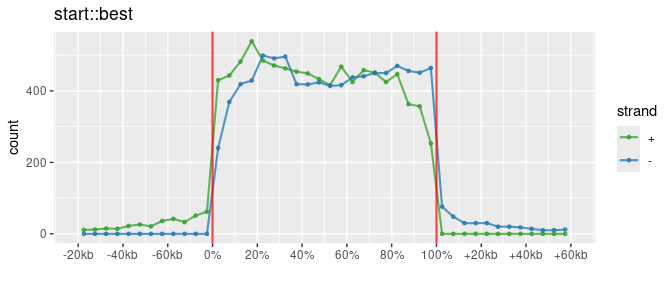 start::best
count
400
200
0
-20kb
-40kb
-60kb
0%
20%
40%
60%
80%
100%
+20kb
+40kb
+60kb
strand
+
-